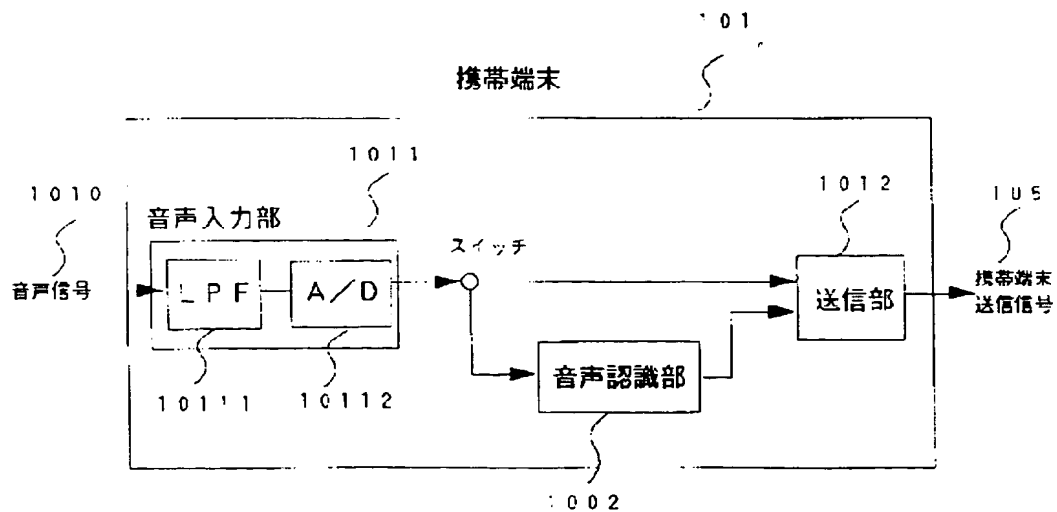 101
携帯端末
1011
1010
1012
105
音声入力部
スイッチ
音声信号
LPF
A/D
送信部
携帯端末
送信信号
音声認識部
10111
10112
1002